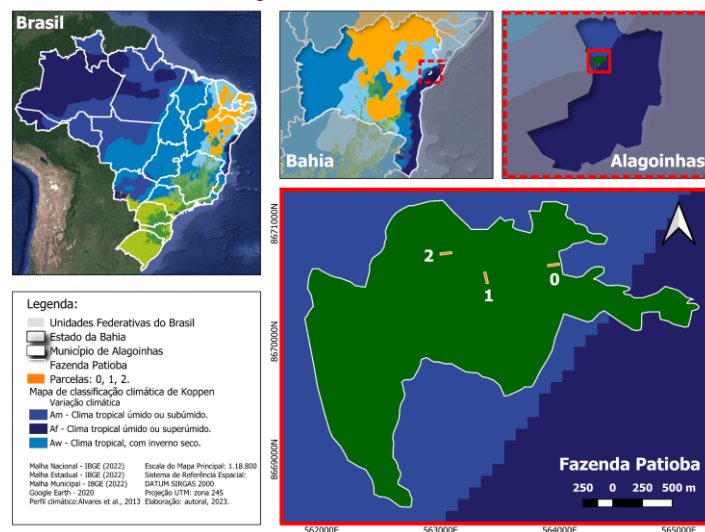 Brasil
Bahia
Alagoinhas
2
1
0
8671000N
8670000N
8669000N
Fazenda Patioba
250 0 250 500 m
562000E 563000E 564000E 565000E
Legenda:
Unidades Federativas do Brasil
Estado da Bahia
Município de Alagoinhas
Fazenda Patioba
Parcelas: 0, 1, 2.
Mapa de classificação climática de Koppen
Variação climática
Am - Clima tropical úmido ou subúmido.
Af - Clima tropical úmido ou superúmido.
Aw - Clima tropical, com inverno seco.
Malha Nacional - IBGE (2022)
Malha Estadual - IBGE (2022)
Malha Municipal - IBGE (2022)
Google Earth - 2020
Perfil climático:Alvares et al., 2013
Escala do Mapa Principal: 1.18.800
Sistema de Referência Espacial:
DATUM SIRGAS 2000
Projeção UTM: zona 24S
Elaboração: autoral, 2023.